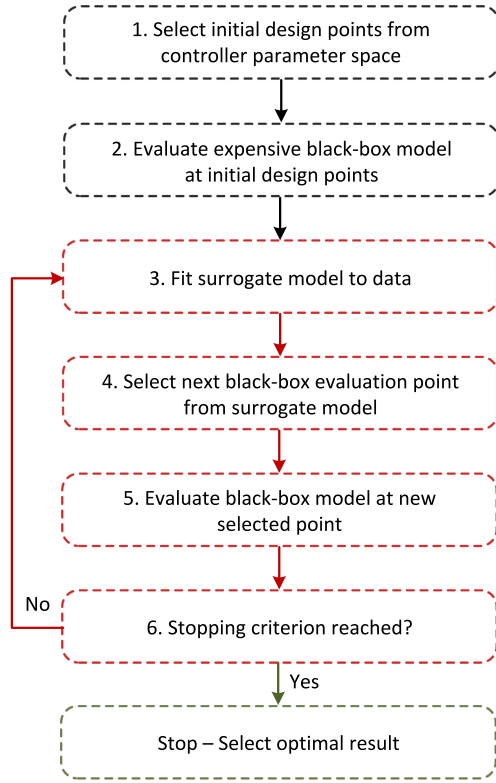 1. Select initial design points from
controller parameter space
2. Evaluate expensive black-box model
at initial design points
3. Fit surrogate model to data
4. Select next black-box evaluation point
from surrogate model
5. Evaluate black-box model at new
selected point
No
6. Stopping criterion reached?
Yes
Stop – Select optimal result